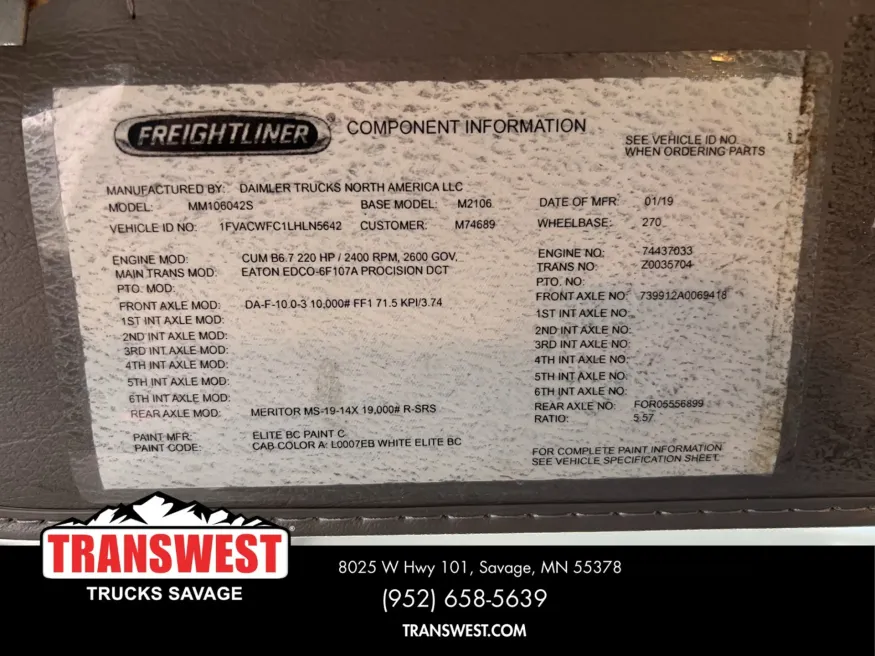 FREIGHTLINER COMPONENT INFORMATION
SEE VEHICLE ID NO.
WHEN ORDERING PARTS
MANUFACTURED BY: DAIMLER TRUCKS NORTH AMERICA LLC
MODEL: MM106042S BASE MODEL: M2106 DATE OF MFR: 01/19
VEHICLE ID NO: 1FVACWFC1LHLN5642 CUSTOMER: M74689 WHEELBASE: 270
ENGINE MOD: CUM B6.7 220 HP / 2400 RPM, 2600 GOV, ENGINE NO: 74437033
MAIN TRANS MOD: EATON EDCO-6F107A PROCISION DCT TRANS NO: Z0035704
PTO. MOD: PTO. NO:
FRONT AXLE MOD: DA-F-10.0-3 10,000# FF1 71.5 KPI/3.74 FRONT AXLE NO: 739912A0069418
1ST INT AXLE MOD: 1ST INT AXLE NO:
2ND INT AXLE MOD: 2ND INT AXLE NO:
3RD INT AXLE MOD: 3RD INT AXLE NO:
4TH INT AXLE MOD: 4TH INT AXLE NO:
5TH INT AXLE MOD: 5TH INT AXLE NO:
6TH INT AXLE MOD: 6TH INT AXLE NO:
REAR AXLE MOD: MERITOR MS-19-14X 19,000# R-SRS REAR AXLE NO: FOR05556899
RATIO: 5.57
PAINT MFR: ELITE BC PAINT C
PAINT CODE: CAB COLOR A: L0007EB WHITE ELITE BC
FOR COMPLETE PAINT INFORMATION
SEE VEHICLE SPECIFICATION SHEET.
TRANSWEST
TRUCKS SAVAGE
8025 W Hwy 101, Savage, MN 55378
(952) 658-5639
TRANSWEST.COM